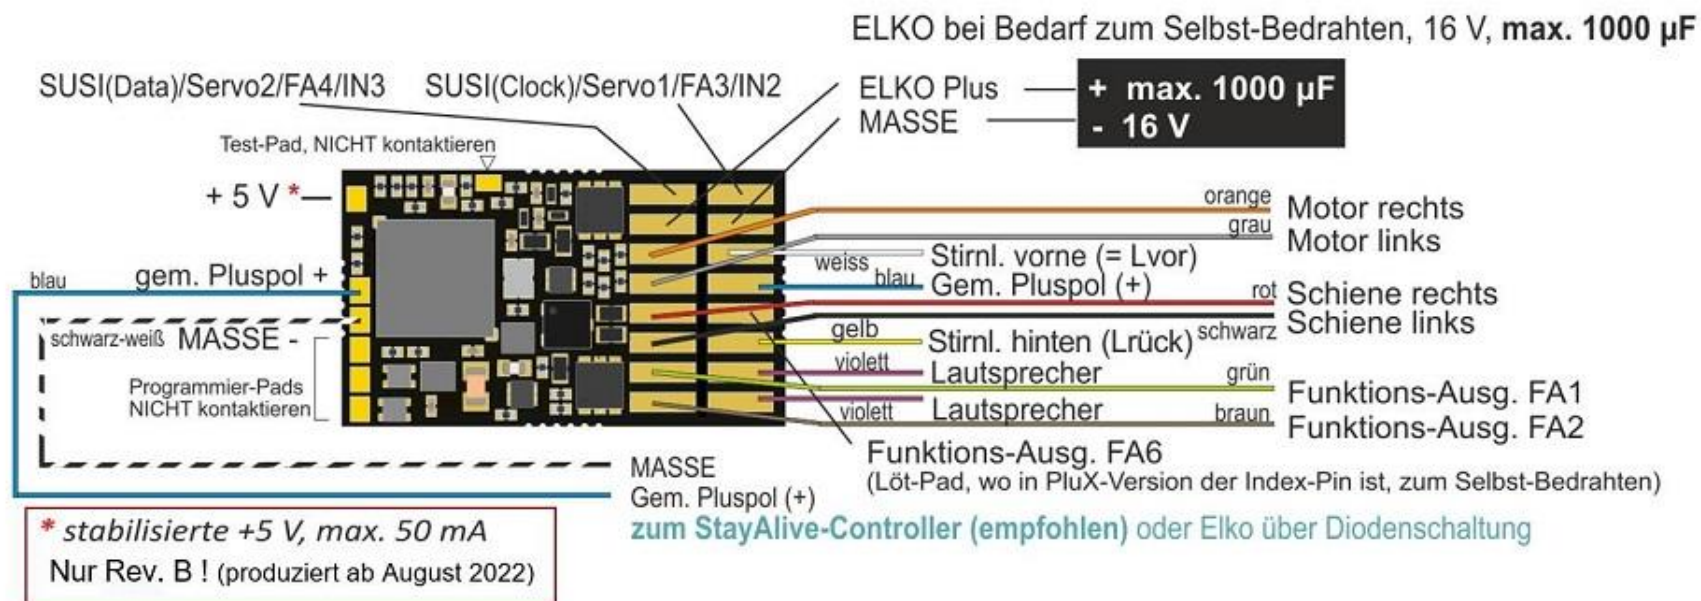 ELKO bei Bedarf zum Selbst-Bedrahten, 16 V, max. 1000 µF
SUSI(Data)/Servo2/FA4/IN3
SUSI(Clock)/Servo1/FA3/IN2
ELKO Plus
+ max. 1000 µF
MASSE
- 16 V
Test-Pad, NICHT kontaktieren
+ 5 V *
orange
Motor rechts
grau
Motor links
weiss
Stirnl. vorne (= Lvor)
blau
gem. Pluspol +
blau
Gem. Pluspol (+)
rot
Schiene rechts
schwarz-weiß
MASSE -
schwarz
Schiene links
gelb
Stirnl. hinten (Lrück)
violett
Lautsprecher
grün
Funktions-Ausg. FA1
Programmier-Pads
NICHT kontaktieren
violett
Lautsprecher
braun
Funktions-Ausg. FA2
Funktions-Ausg. FA6
(Löt-Pad, wo in PluX-Version der Index-Pin ist, zum Selbst-Bedrahten)
MASSE
Gem. Pluspol (+)
zum StayAlive-Controller (empfohlen) oder Elko über Diodenschaltung
* stabilisierte +5 V, max. 50 mA
Nur Rev. B ! (produziert ab August 2022)